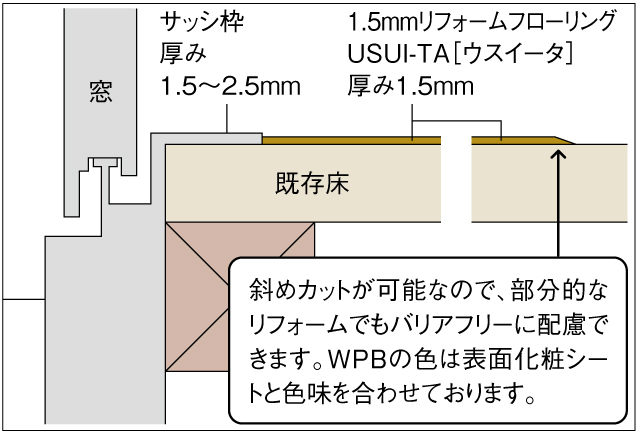 サッシ枠
厚み
1.5〜2.5mm
1.5mmリフォームフローリング
USUI-TA[ウスイータ]
厚み1.5mm
窓
既存床
斜めカットが可能なので、部分的な
リフォームでもバリアフリーに配慮で
きます。WPBの色は表面化粧シー
トと色味を合わせております。